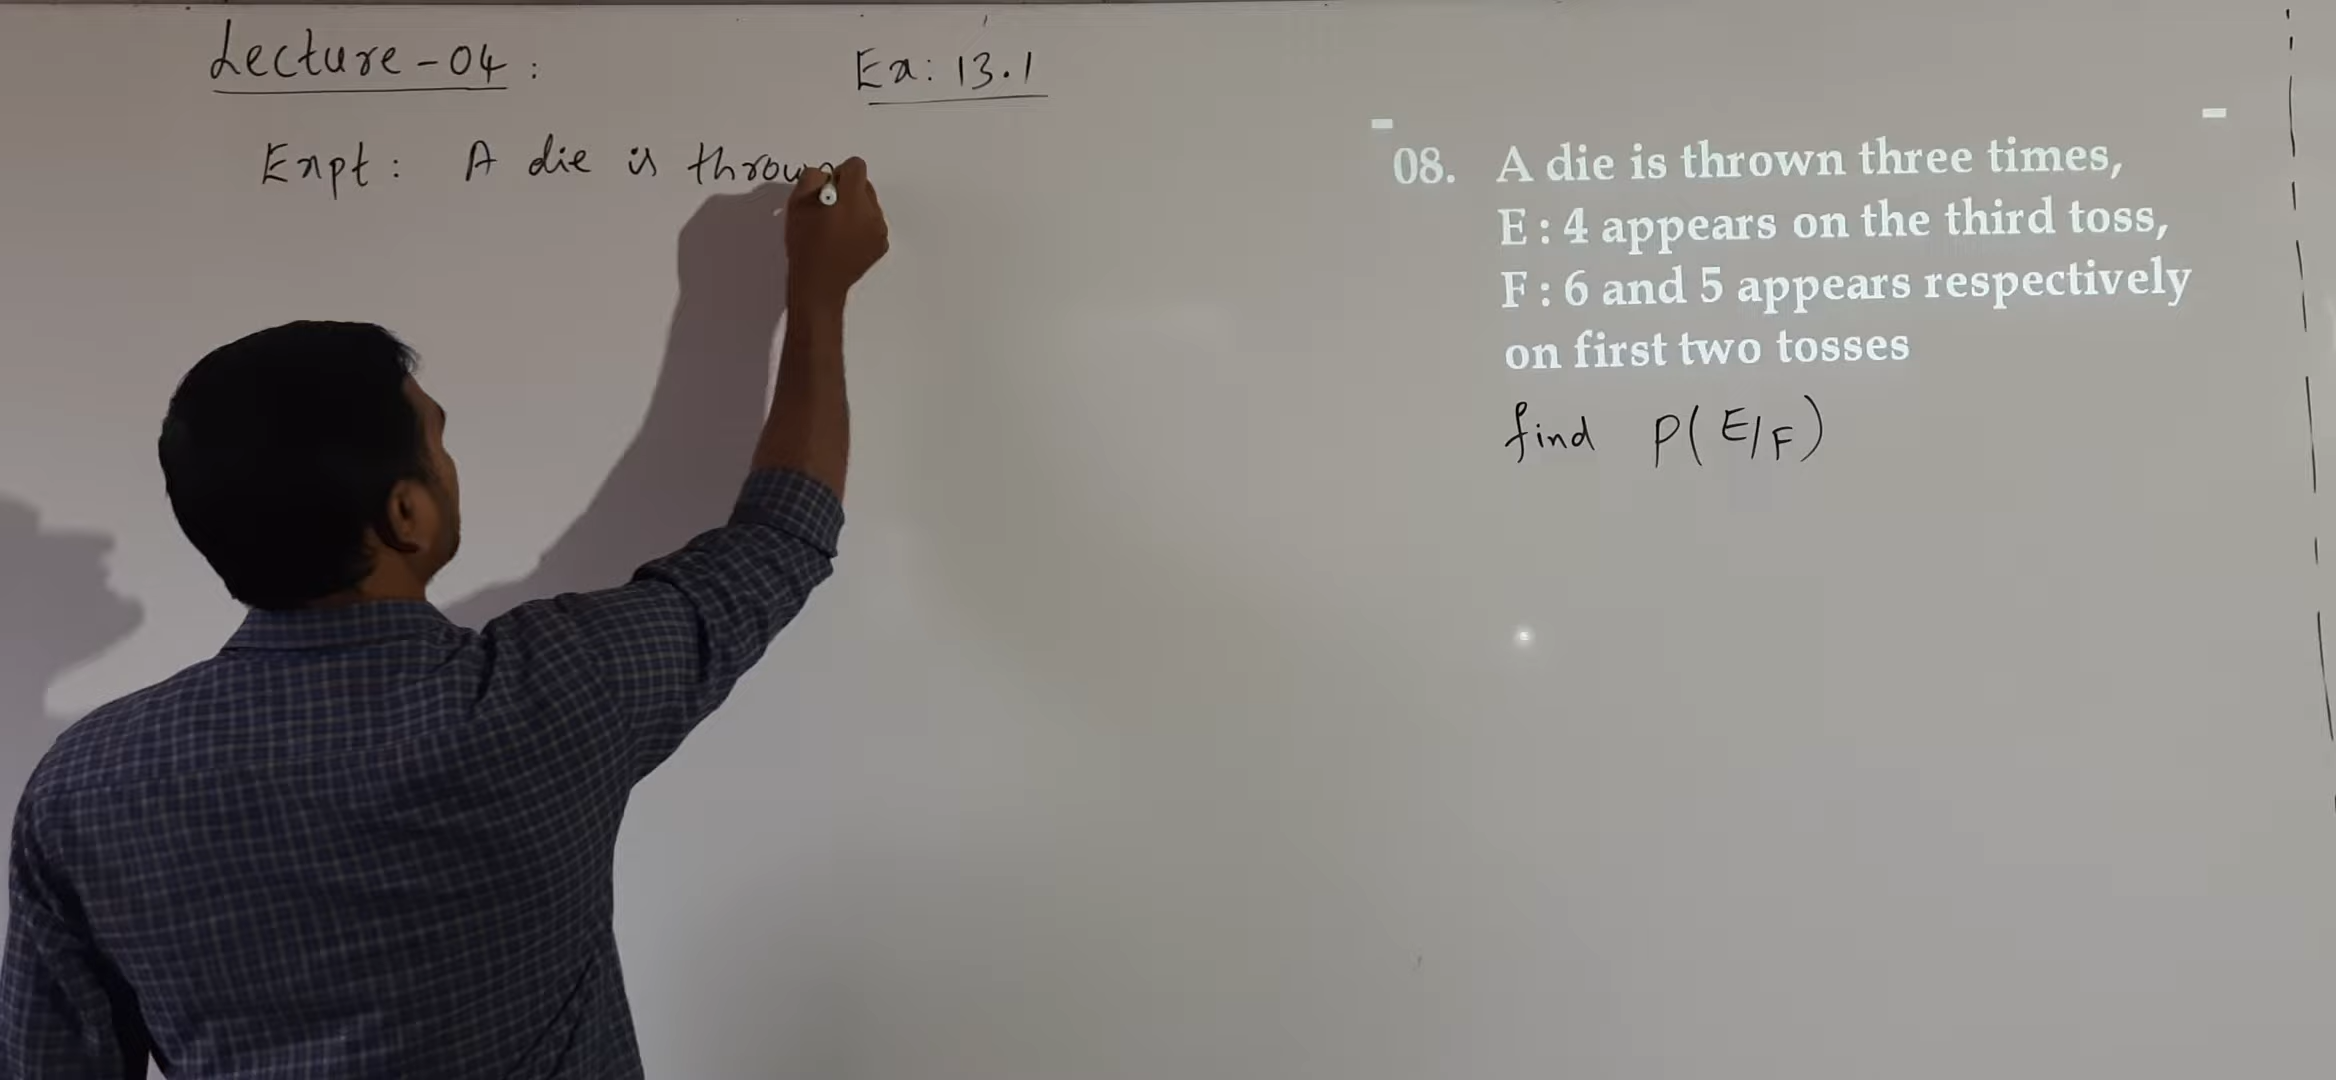 Lecture-04:
Ex: 13.1
Expt: A die is thrown
08. A die is thrown three times,
E : 4 appears on the third toss,
F : 6 and 5 appears respectively
on first two tosses
find P(E/F)